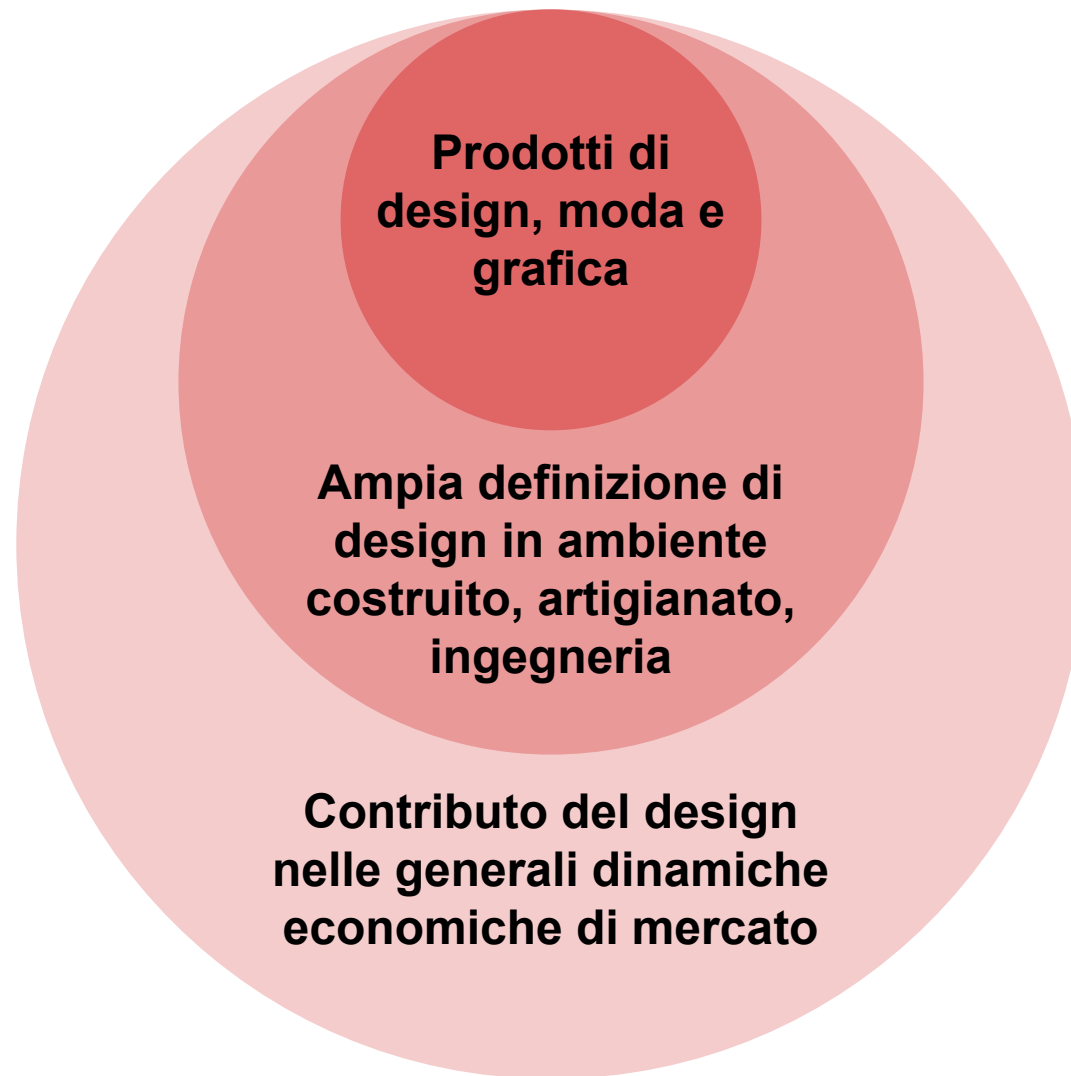 Prodotti di
design, moda e
grafica
Ampia definizione di
design in ambiente
costruito, artigianato,
ingegneria
Contributo del design
nelle generali dinamiche
economiche di mercato